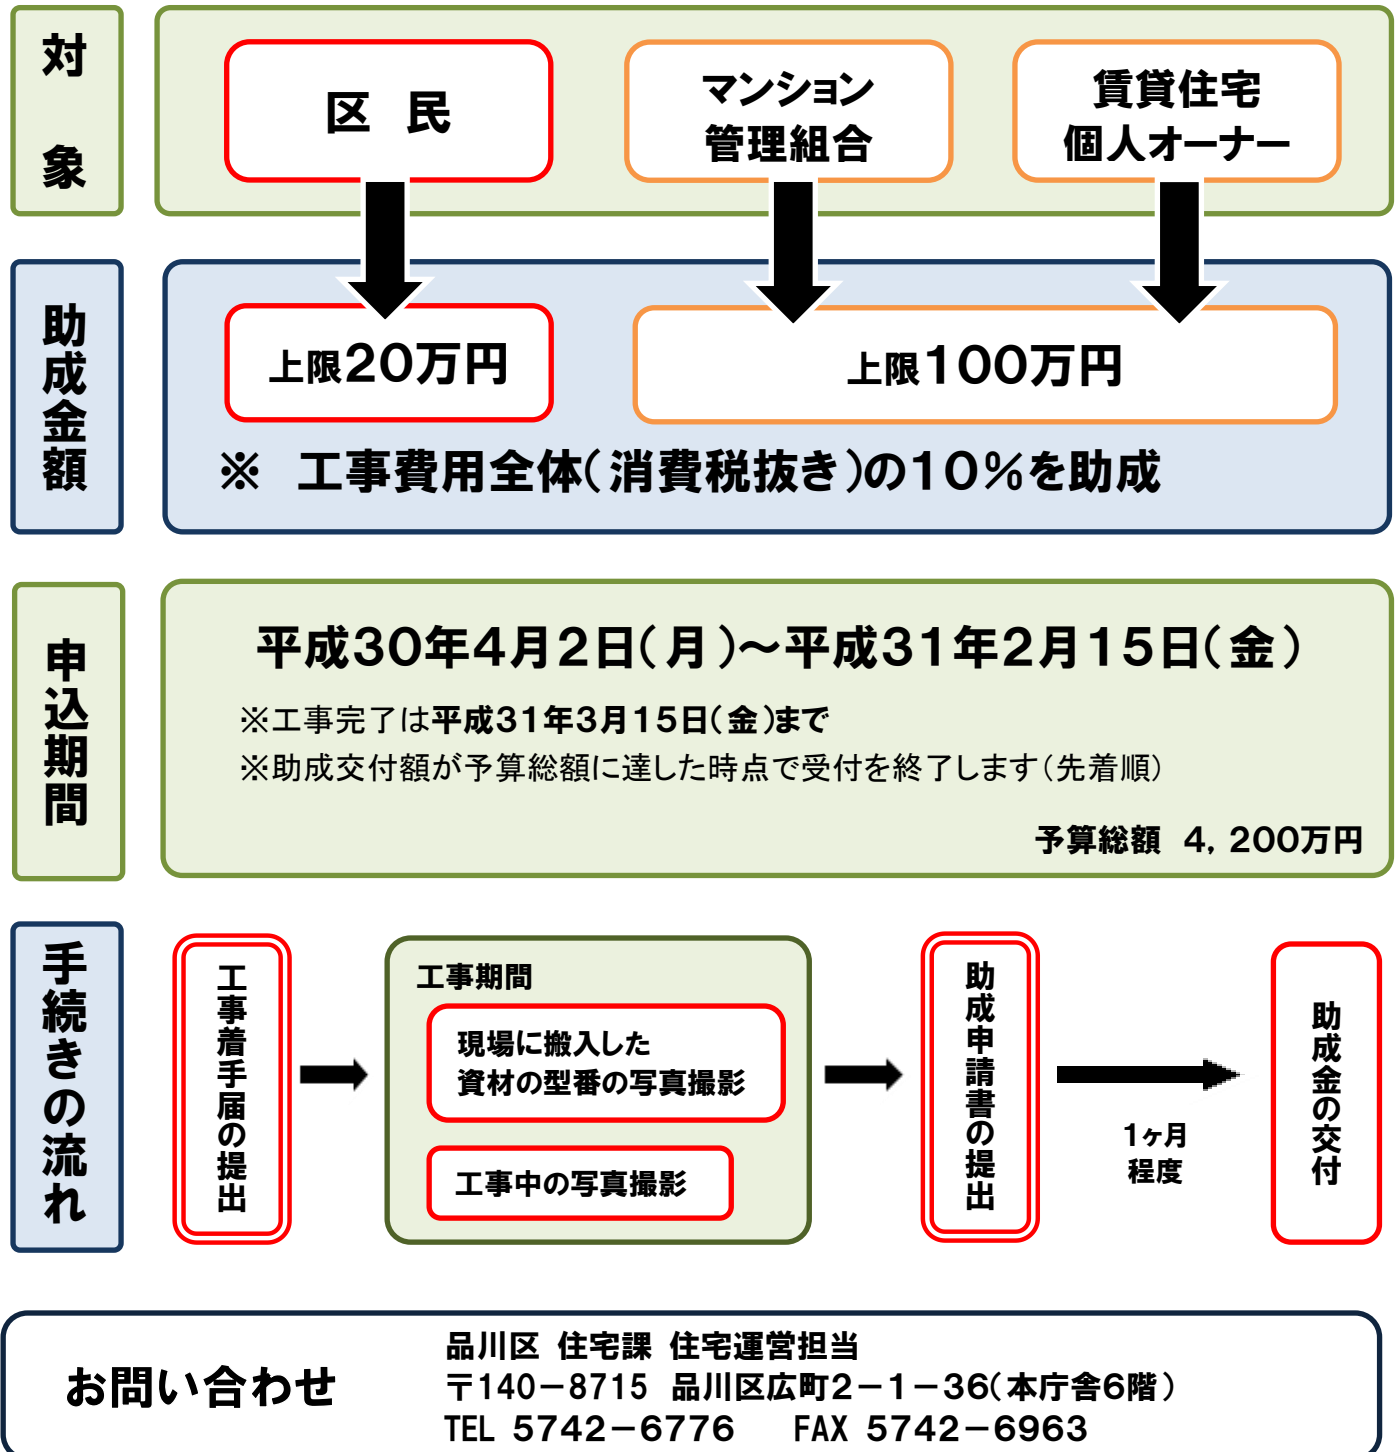 対象
区 民
マンション
管理組合
賃貸住宅
個人オーナー
助成金額
上限20万円
上限100万円
※ 工事費用全体(消費税抜き)の10%を助成
申込期間
平成30年4月2日(月)~平成31年2月15日(金)
※工事完了は平成31年3月15日(金)まで
※助成交付額が予算総額に達した時点で受付を終了します(先着順)
予算総額 4,200万円
手続きの流れ
工事着手届の提出
工事期間
現場に搬入した
資材の型番の写真撮影
工事中の写真撮影
助成申請書の提出
1ヶ月
程度
助成金の交付
お問い合わせ
品川区 住宅課 住宅運営担当
〒140-8715 品川区広町2-1-36(本庁舎6階)
TEL 5742-6776 FAX 5742-6963